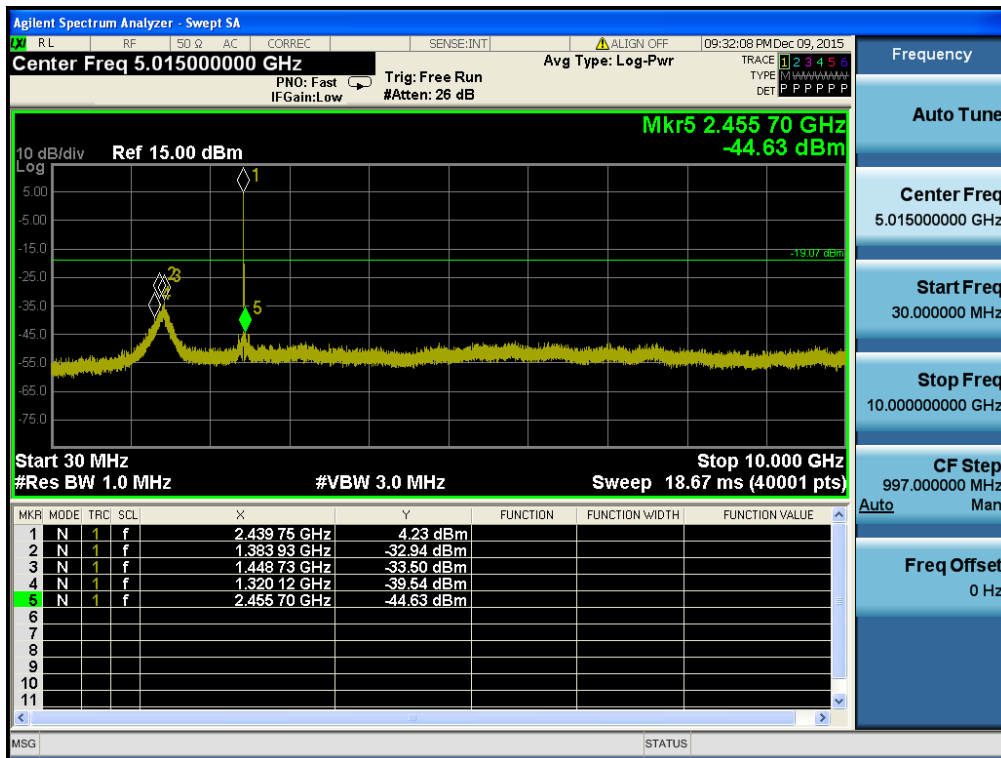 Agilent Spectrum Analyzer - Swept SA
LXI RL RF 50 Ω AC CORREC SENSE:INT ALIGN OFF 09:32:08 PM Dec 09, 2015
Center Freq 5.015000000 GHz
PNO: Fast
IFGain:Low
Trig: Free Run
#Atten: 26 dB
Avg Type: Log-Pwr
TRACE 1 2 3 4 5 6
TYPE M WWWWW
DET P P P P P P
Mkr5 2.455 70 GHz
-44.63 dBm
10 dB/div Ref 15.00 dBm
Log
5.00
-5.00
-15.0
-25.0
-35.0
-45.0
-55.0
-65.0
-75.0
1
-19.07 dBm
2 3
4
5
Start 30 MHz Stop 10.000 GHz
#Res BW 1.0 MHz #VBW 3.0 MHz Sweep 18.67 ms (40001 pts)
MKR MODE TRC SCL X Y FUNCTION FUNCTION WIDTH FUNCTION VALUE
1 N 1 f 2.439 75 GHz 4.23 dBm
2 N 1 f 1.383 93 GHz -32.94 dBm
3 N 1 f 1.448 73 GHz -33.50 dBm
4 N 1 f 1.320 12 GHz -39.54 dBm
5 N 1 f 2.455 70 GHz -44.63 dBm
6
7
8
9
10
11
MSG STATUS
Frequency
Auto Tune
Center Freq
5.015000000 GHz
Start Freq
30.000000 MHz
Stop Freq
10.000000000 GHz
CF Step
997.000000 MHz
Auto Man
Freq Offset
0 Hz